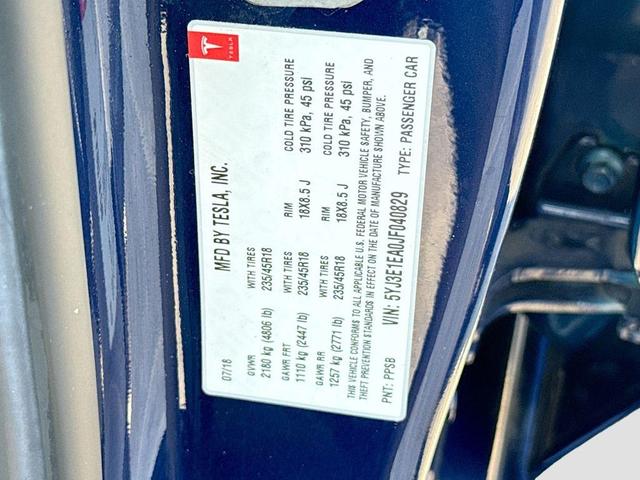 TESLA
MFD BY TESLA, INC.
07/18
GVWR WITH TIRES RIM COLD TIRE PRESSURE
2180 kg (4806 lb) 235/45R18 18X8.5 J 310 kPa, 45 psi
GAWR FRT WITH TIRES RIM COLD TIRE PRESSURE
1110 kg (2447 lb) 235/45R18 18X8.5 J 310 kPa, 45 psi
GAWR RR WITH TIRES
1257 kg (2771 lb) 235/45R18
THIS VEHICLE CONFORMS TO ALL APPLICABLE U.S. FEDERAL MOTOR VEHICLE SAFETY, BUMPER, AND
THEFT PREVENTION STANDARDS IN EFFECT ON THE DATE OF MANUFACTURE SHOWN ABOVE.
PNT: PPSB VIN: 5YJ3E1EA0JF040829 TYPE: PASSENGER CAR